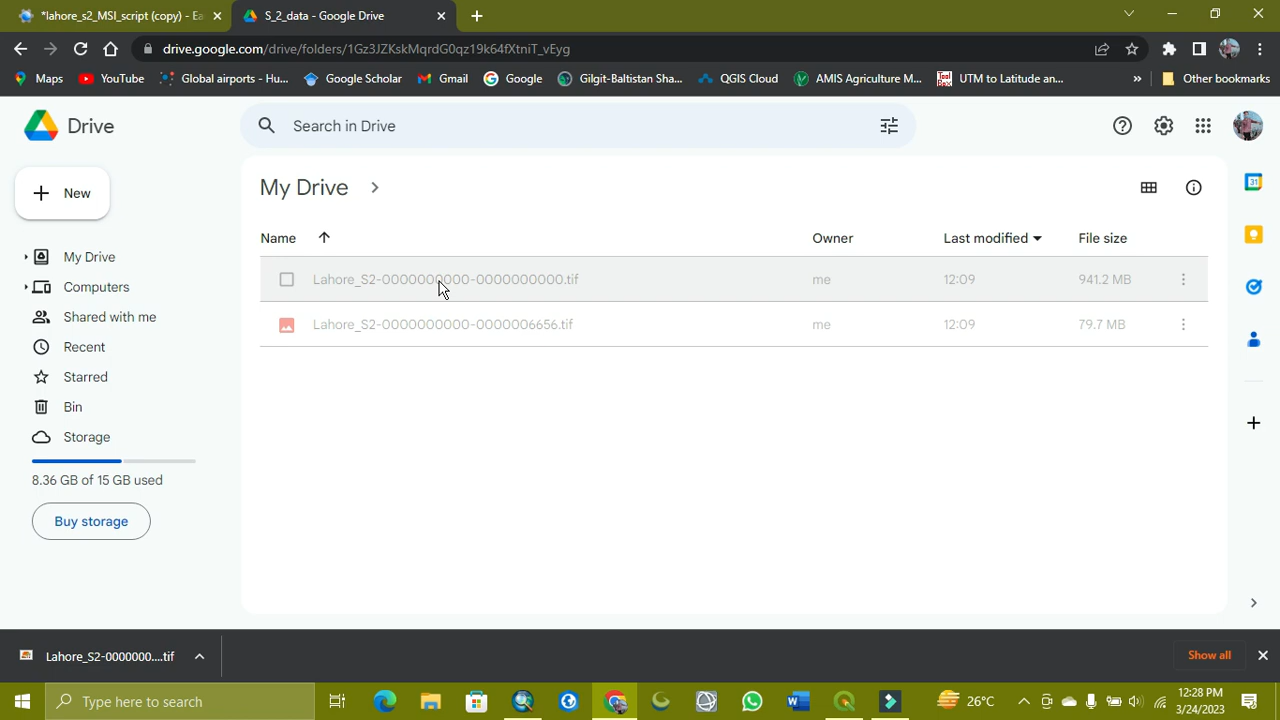 *lahore_s2_MSI_script (copy) - Ea
S_2_data - Google Drive
drive.google.com/drive/folders/1Gz3JZKskMqrdG0qz19k64fXtniT_vEyg
Maps
YouTube
Global airports - Hu...
Google Scholar
Gmail
Google
Gilgit-Baltistan Sha...
QGIS Cloud
AMIS Agriculture M...
UTM to Latitude an...
»
Other bookmarks
Drive
Search in Drive
New
My Drive
Computers
Shared with me
Recent
Starred
Bin
Storage
8.36 GB of 15 GB used
Buy storage
My Drive
Name
Owner
Last modified
File size
Lahore_S2-0000000000-0000000000.tif
me
12:09
941.2 MB
Lahore_S2-0000000000-0000006656.tif
me
12:09
79.7 MB
31
Lahore_S2-0000000....tif
Show all
Type here to search
26°C
12:28 PM
3/24/2023